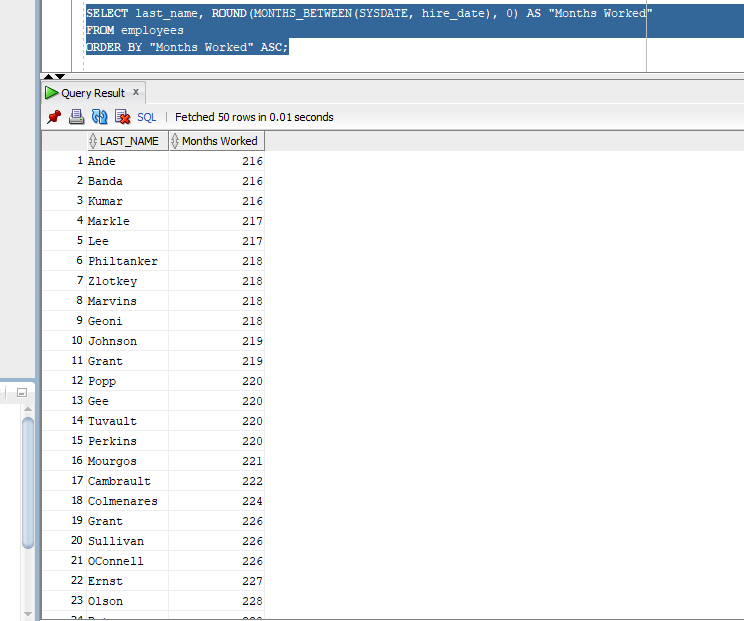 SELECT last_name, ROUND(MONTHS_BETWEEN(SYSDATE, hire_date), 0) AS "Months Worked"
FROM employees
ORDER BY "Months Worked" ASC;
Query Result x
SQL | Fetched 50 rows in 0.01 seconds
LAST_NAME Months Worked
1 Ande 216
2 Banda 216
3 Kumar 216
4 Markle 217
5 Lee 217
6 Philtanker 218
7 Zlotkey 218
8 Marvins 218
9 Geoni 218
10 Johnson 219
11 Grant 219
12 Popp 220
13 Gee 220
14 Tuvault 220
15 Perkins 220
16 Mourgos 221
17 Cambrault 222
18 Colmenares 224
19 Grant 226
20 Sullivan 226
21 OConnell 226
22 Ernst 227
23 Olson 228